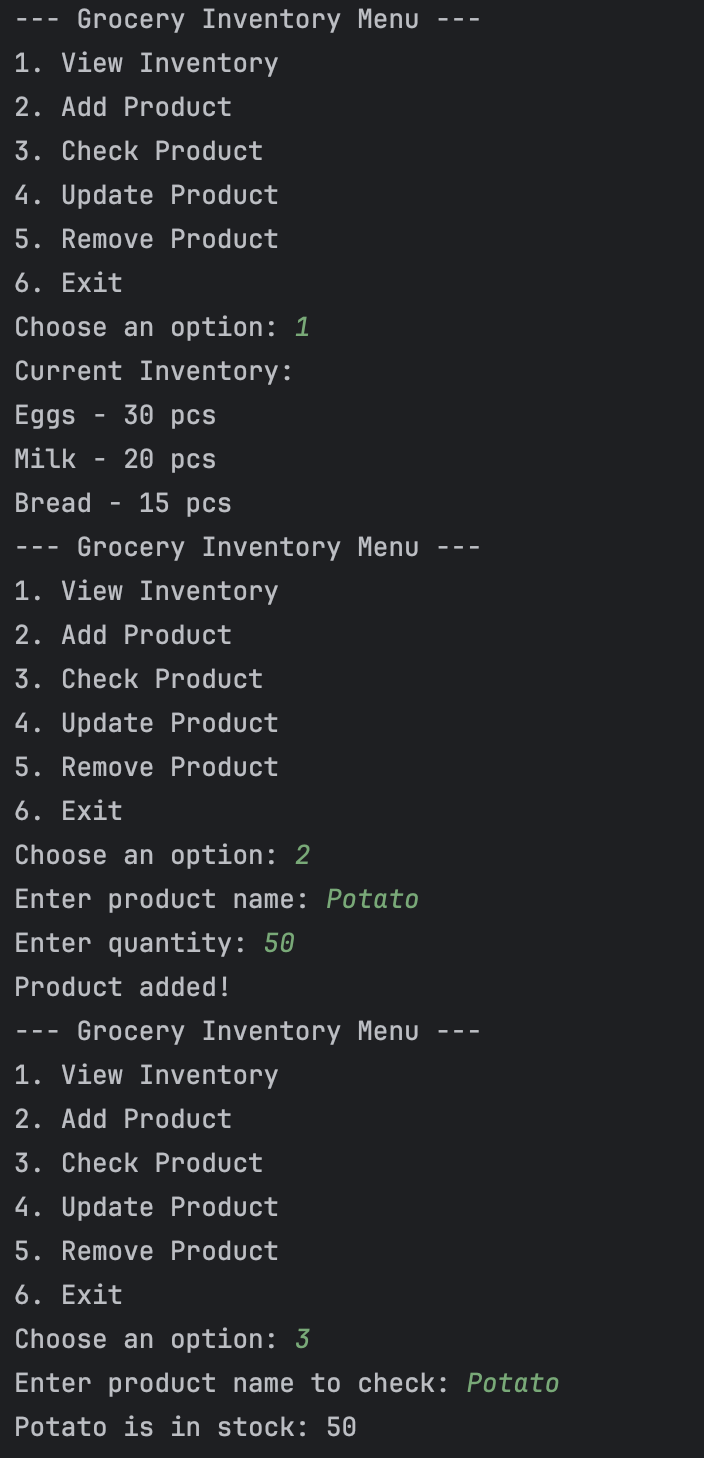 --- Grocery Inventory Menu ---
1. View Inventory
2. Add Product
3. Check Product
4. Update Product
5. Remove Product
6. Exit
Choose an option: 1
Current Inventory:
Eggs - 30 pcs
Milk - 20 pcs
Bread - 15 pcs
--- Grocery Inventory Menu ---
1. View Inventory
2. Add Product
3. Check Product
4. Update Product
5. Remove Product
6. Exit
Choose an option: 2
Enter product name: Potato
Enter quantity: 50
Product added!
--- Grocery Inventory Menu ---
1. View Inventory
2. Add Product
3. Check Product
4. Update Product
5. Remove Product
6. Exit
Choose an option: 3
Enter product name to check: Potato
Potato is in stock: 50